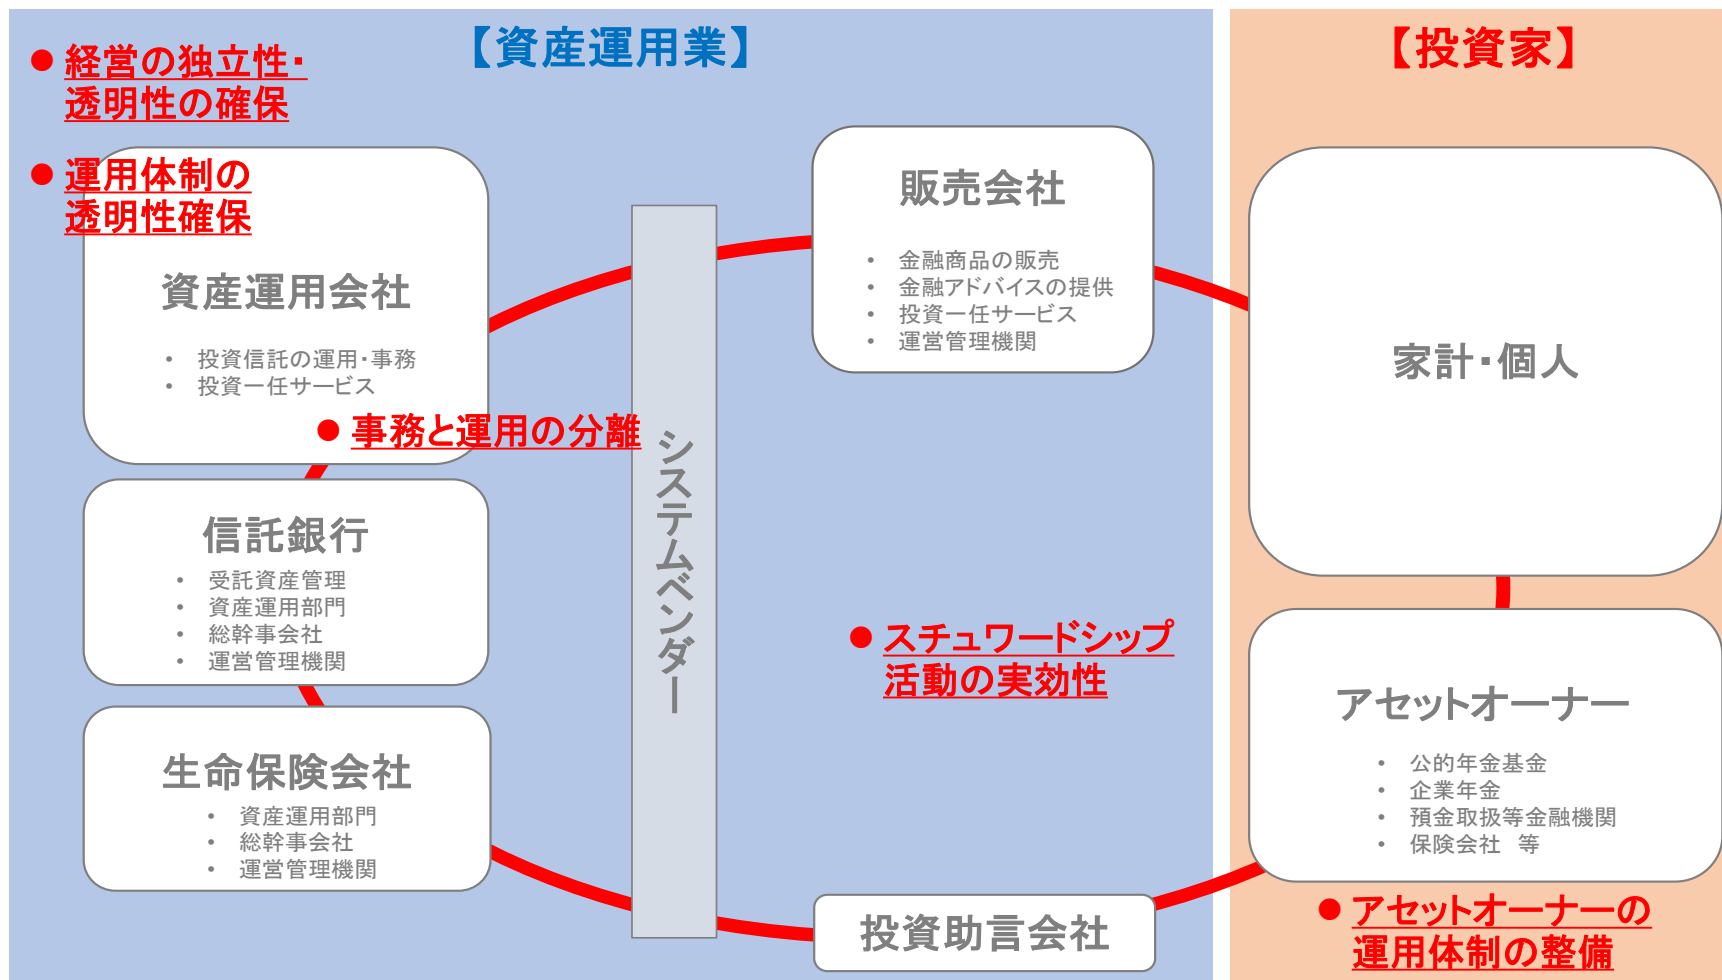 【資産運用業】
● 経営の独立性・
透明性の確保
● 運用体制の
透明性確保
資産運用会社
• 投資信託の運用・事務
• 投資一任サービス
● 事務と運用の分離
信託銀行
• 受託資産管理
• 資産運用部門
• 総幹事会社
• 運営管理機関
生命保険会社
• 資産運用部門
• 総幹事会社
• 運営管理機関
システムベンダー
販売会社
• 金融商品の販売
• 金融アドバイスの提供
• 投資一任サービス
• 運営管理機関
● スチュワードシップ
活動の実効性
投資助言会社
【投資家】
家計・個人
アセットオーナー
• 公的年金基金
• 企業年金
• 預金取扱等金融機関
• 保険会社　等
● アセットオーナーの
運用体制の整備